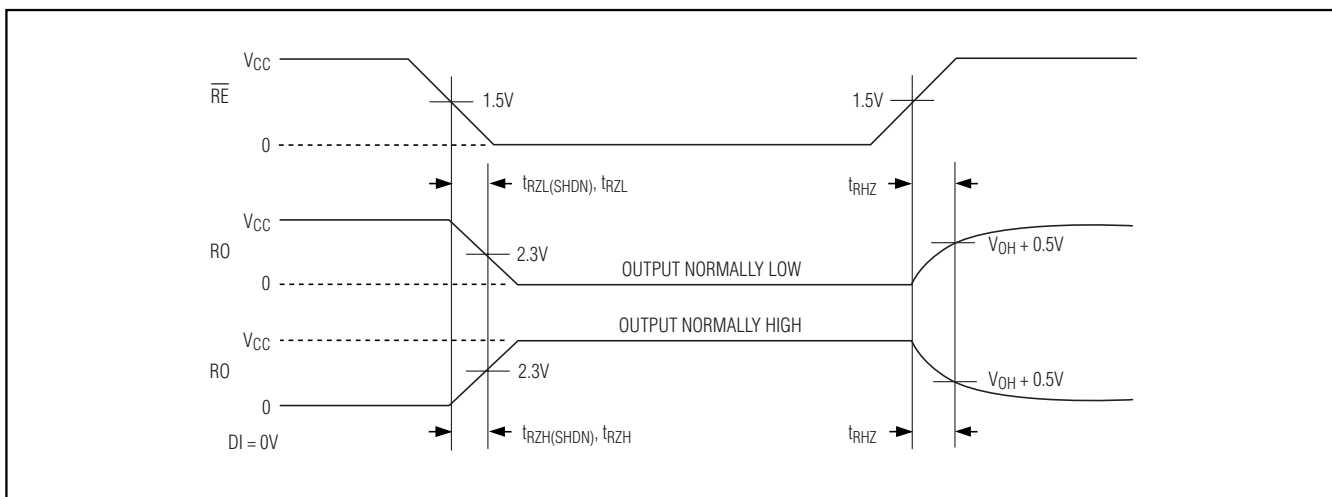 VCC
R̅E̅
1.5V
1.5V
0
tRZL(SHDN), tRZL
tRHZ
VCC
RO
2.3V
VOH + 0.5V
OUTPUT NORMALLY LOW
0
OUTPUT NORMALLY HIGH
VCC
RO
2.3V
VOH + 0.5V
0
DI = 0V
tRZH(SHDN), tRZH
tRHZ